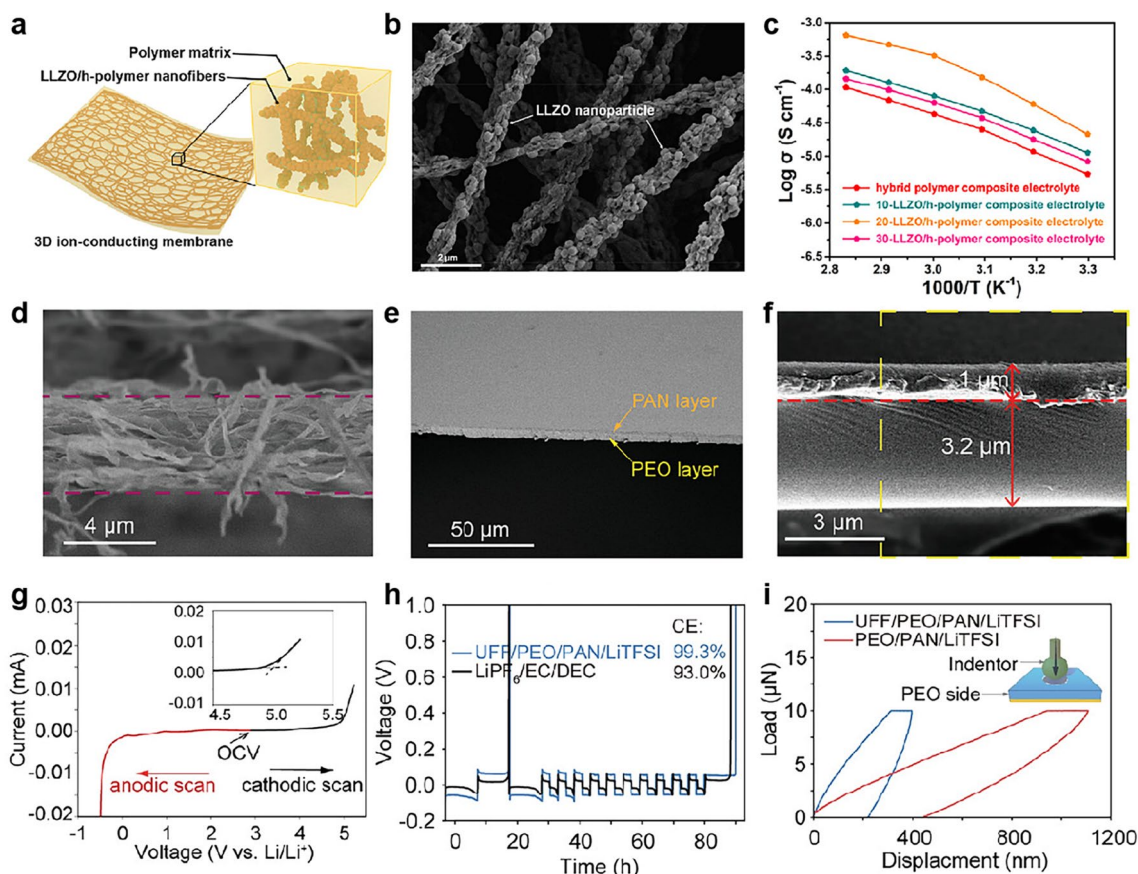 a
Polymer matrix
LLZO/h-polymer nanofibers
3D ion-conducting membrane
b
LLZO nanoparticle
2 μm
c
Log σ (S cm⁻¹)
-3.0
-3.5
-4.0
-4.5
-5.0
-5.5
-6.0
-6.5
hybrid polymer composite electrolyte
10-LLZO/h-polymer composite electrolyte
20-LLZO/h-polymer composite electrolyte
30-LLZO/h-polymer composite electrolyte
2.8 2.9 3.0 3.1 3.2 3.3
1000/T (K⁻¹)
d
4 μm
e
PAN layer
PEO layer
50 μm
f
1 μm
3.2 μm
3 μm
g
Current (mA)
0.03
0.02
0.01
0.00
-0.01
-0.02
0.02
0.01
0.00
-0.01
4.5 5.0 5.5
OCV
anodic scan
cathodic scan
-1 0 1 2 3 4 5
Voltage (V vs. Li/Li⁺)
h
Voltage (V)
1.0
0.8
0.6
0.4
0.2
0.0
-0.2
CE:
UFF/PEO/PAN/LiTFSI 99.3%
LiPF₆/EC/DEC 93.0%
0 10 20 30 40 50 60 70 80
Time (h)
i
Load (μN)
20
15
10
5
0
UFF/PEO/PAN/LiTFSI
PEO/PAN/LiTFSI
Indentor
PEO side
0 400 800 1200
Displacment (nm)